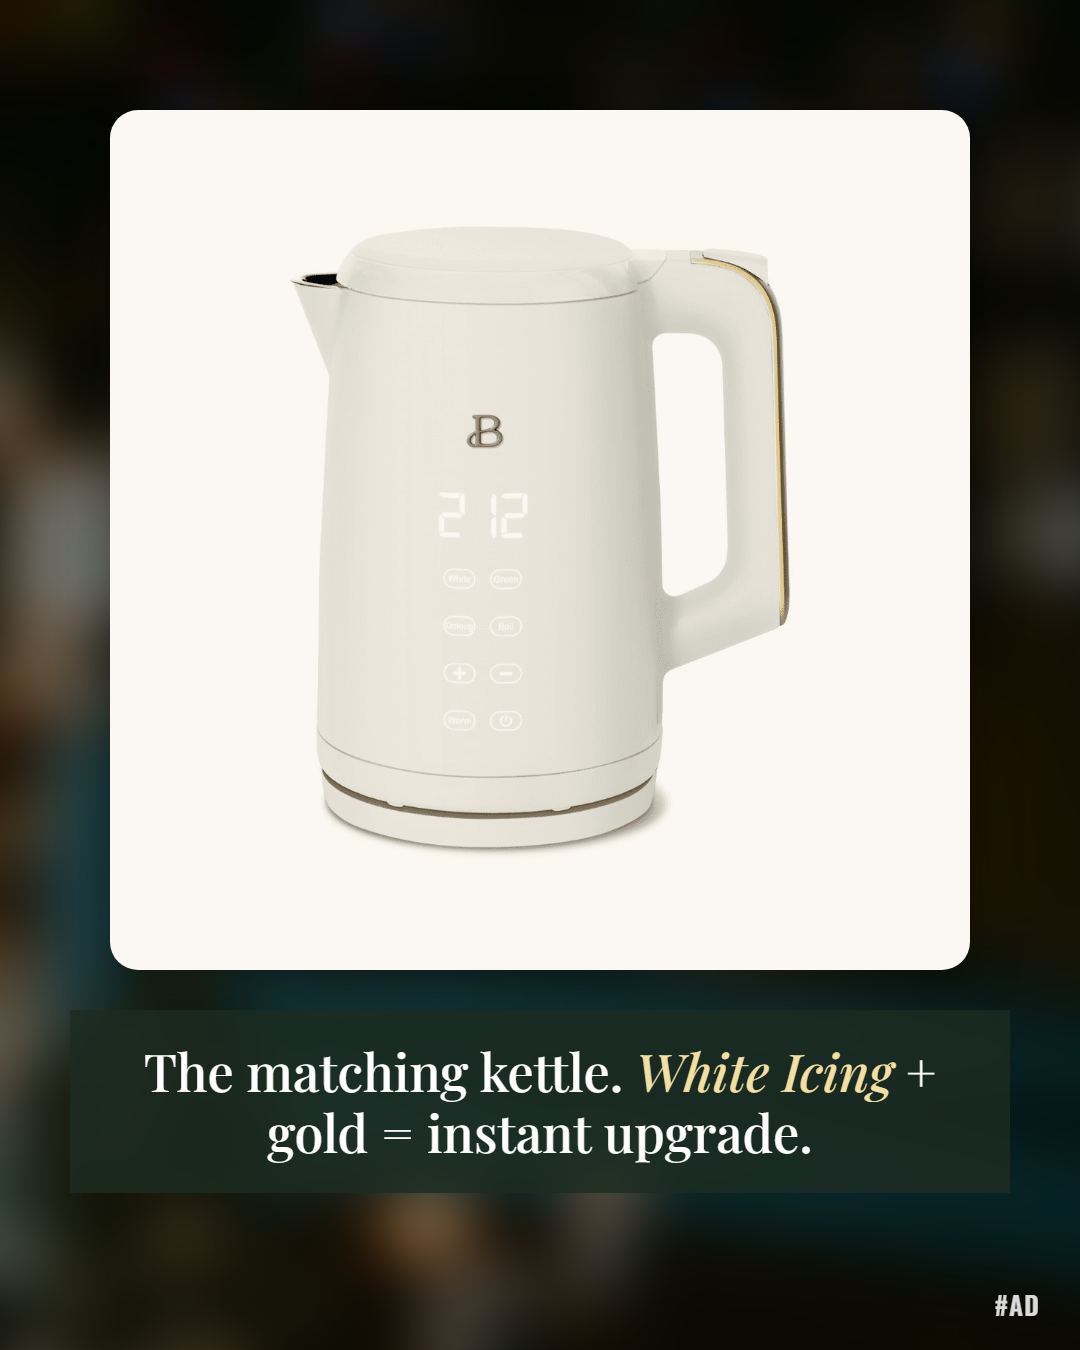 B
212
White Green
Oolong Boil
+ −
Warm
The matching kettle. White Icing +
gold = instant upgrade.
#AD